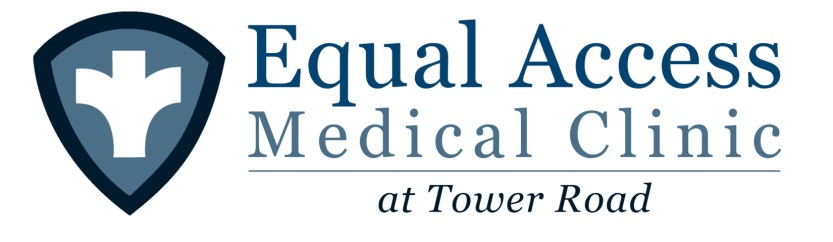 Equal Access
Medical Clinic
at Tower Road